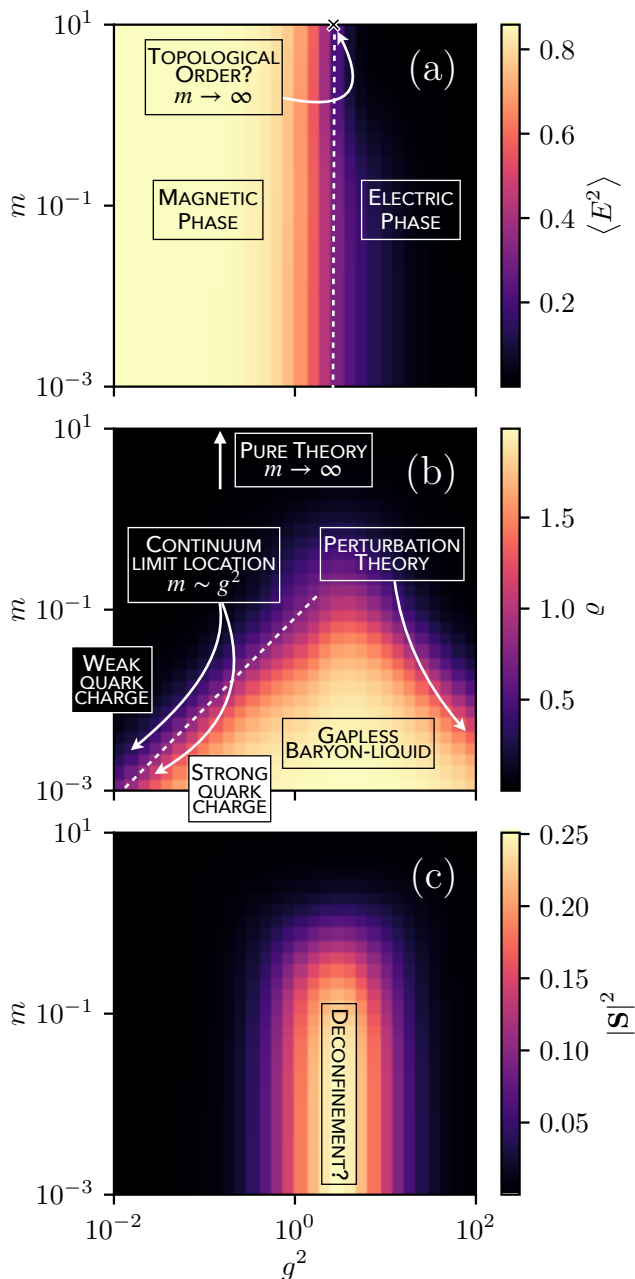 10^1
10^{-1}
10^{-3}
m
(a)
TOPOLOGICAL
ORDER?
m → ∞
MAGNETIC
PHASE
ELECTRIC
PHASE
0.8
0.6
0.4
0.2
⟨E^2⟩
10^1
10^{-1}
10^{-3}
m
(b)
PURE THEORY
m → ∞
CONTINUUM
LIMIT LOCATION
m ∼ g^2
PERTURBATION
THEORY
WEAK
QUARK
CHARGE
GAPLESS
BARYON-LIQUID
STRONG
QUARK
CHARGE
1.5
1.0
0.5
ϱ
10^1
10^{-1}
10^{-3}
m
(c)
DECONFINEMENT?
0.25
0.20
0.15
0.10
0.05
|S|^2
10^{-2}
10^0
10^2
g^2